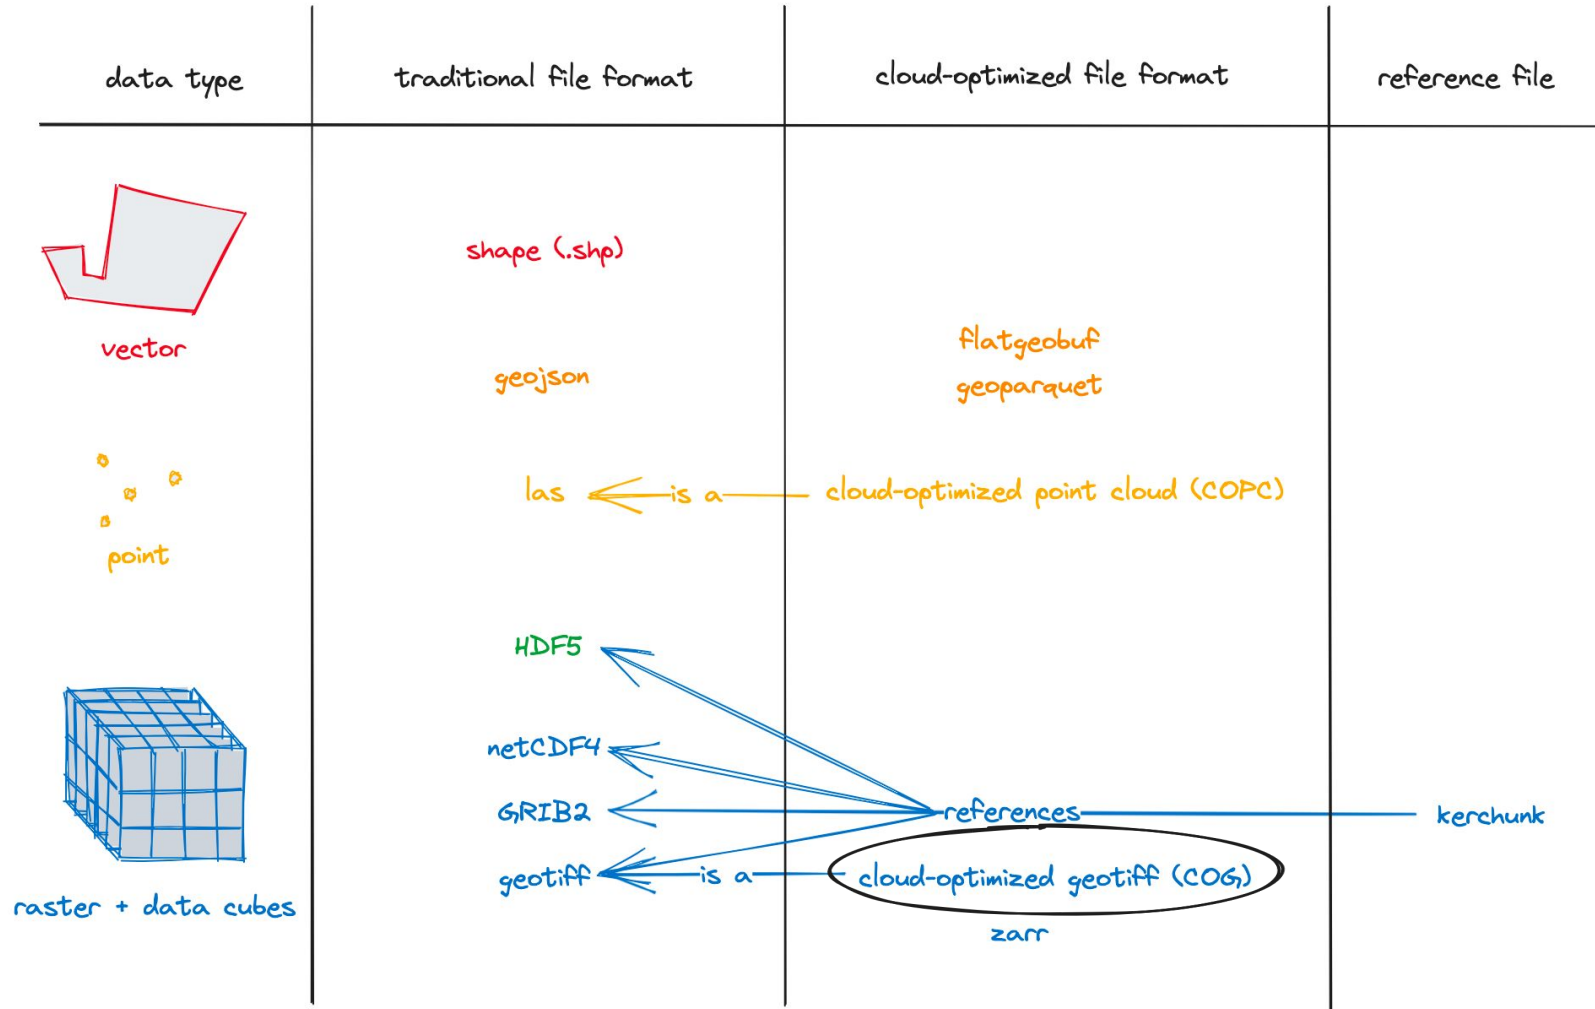 data type
traditional file format
cloud-optimized file format
reference file
shape (.shp)
vector
flatgeobuf
geojson
geoparquet
las
is a
cloud-optimized point cloud (COPC)
point
HDF5
netCDF4
GRIB2
references
kerchunk
geotiff
is a
cloud-optimized geotiff (COG)
raster + data cubes
zarr